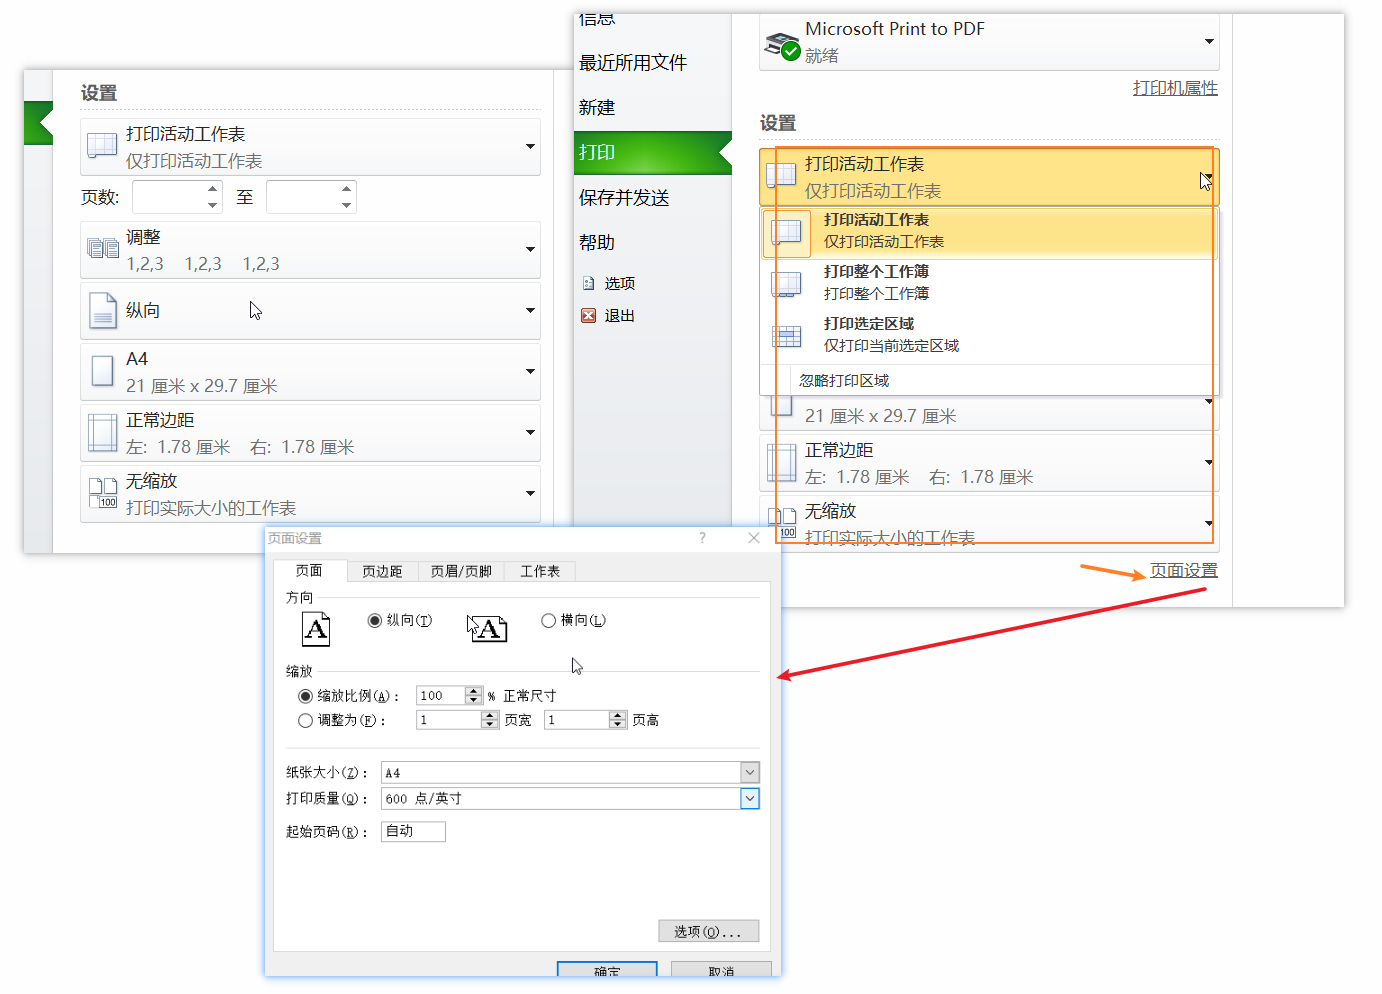 设置
打印活动工作表
仅打印活动工作表
页数: 至
调整
1,2,3 1,2,3 1,2,3
纵向
A4
21 厘米 x 29.7 厘米
正常边距
左: 1.78 厘米 右: 1.78 厘米
无缩放
100
打印实际大小的工作表
信息
最近所用文件
新建
打印
保存并发送
帮助
选项
退出
Microsoft Print to PDF
就绪
打印机属性
设置
打印活动工作表
仅打印活动工作表
打印活动工作表
仅打印活动工作表
打印整个工作簿
打印整个工作簿
打印选定区域
仅打印当前选定区域
忽略打印区域
21 厘米 x 29.7 厘米
正常边距
左: 1.78 厘米 右: 1.78 厘米
无缩放
100
打印实际大小的工作表
页面设置
页面设置 ?
页面 页边距 页眉/页脚 工作表
方向
A 纵向(T) A 横向(L)
缩放
缩放比例(A): 100 % 正常尺寸
调整为(F): 1 页宽 1 页高
纸张大小(Z): A4
打印质量(Q): 600 点/英寸
起始页码(R): 自动
选项(O)...
确定 取消